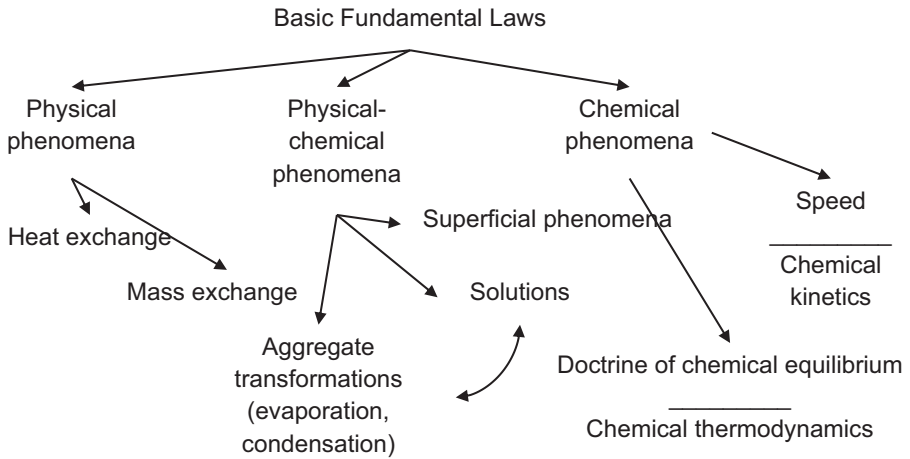 Basic Fundamental Laws
Physical
phenomena
Physical-
chemical
phenomena
Chemical
phenomena
Heat exchange
Mass exchange
Superficial phenomena
Solutions
Aggregate
transformations
(evaporation,
condensation)
Speed
Chemical
kinetics
Doctrine of chemical equilibrium
Chemical thermodynamics